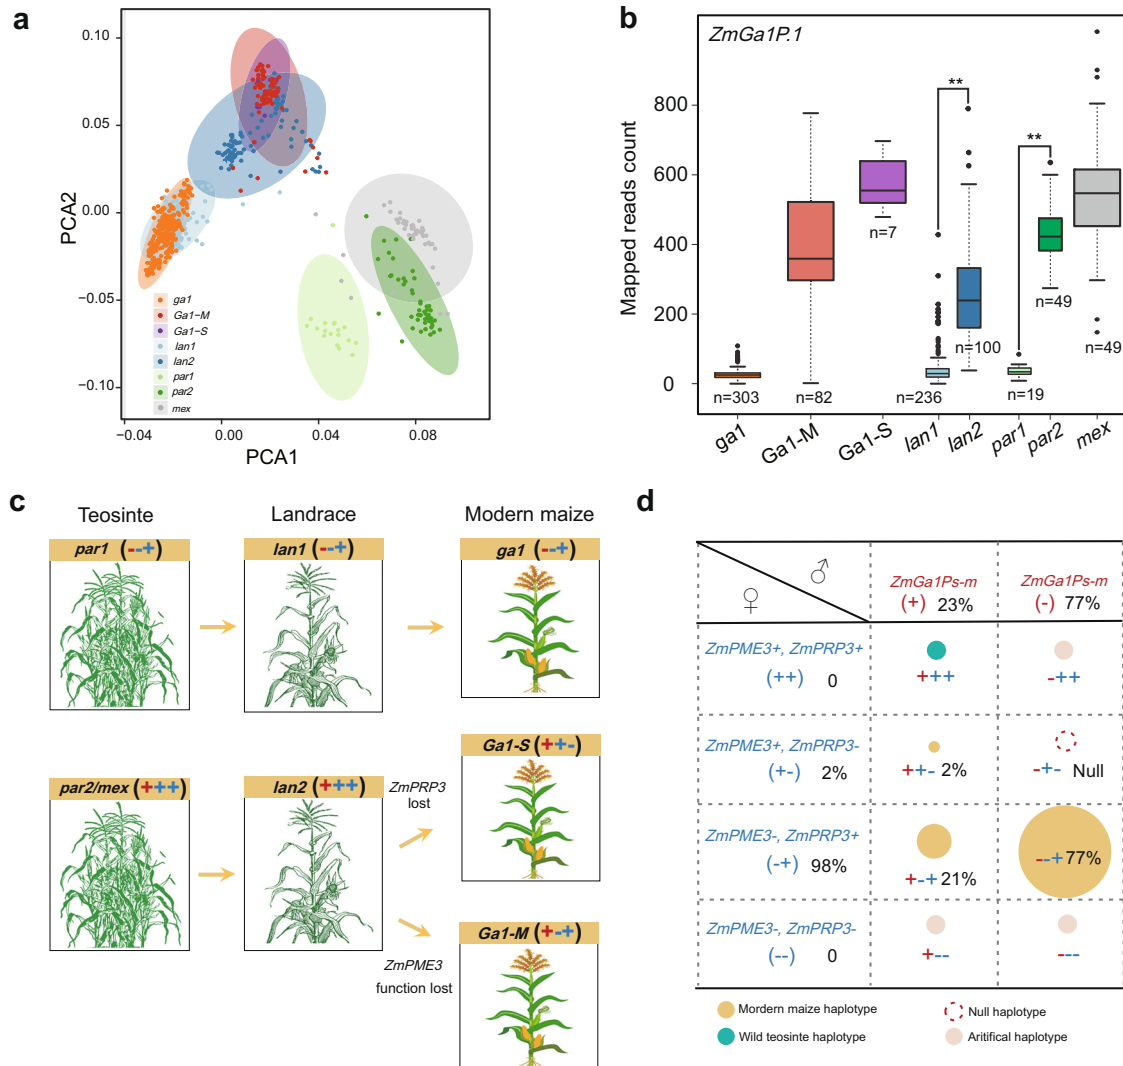 a
0.10
0.05
0.00
−0.05
−0.10
PCA2
ga1
Ga1−M
Ga1−S
lan1
lan2
par1
par2
mex
−0.04
0.00
0.04
0.08
PCA1
b
ZmGa1P.1
Mapped reads count
800
600
400
200
0
**
**
n=303
n=82
n=7
n=236
n=100
n=19
n=49
n=49
ga1
Ga1-M
Ga1-S
lan1
lan2
par1
par2
mex
c
Teosinte
Landrace
Modern maize
par1 (--+)
lan1 (--+)
ga1 (--+)
Ga1-S (++-)
par2/mex (+++)
lan2 (+++)
ZmPRP3
lost
Ga1-M (+-+)
ZmPME3
function lost
d
♀
♂
ZmGa1Ps-m
(+) 23%
ZmGa1Ps-m
(-) 77%
ZmPME3+, ZmPRP3+
(++) 0
+++
-++
ZmPME3+, ZmPRP3-
(+-) 2%
++- 2%
-+- Null
ZmPME3-, ZmPRP3+
(-+) 98%
+-+ 21%
--+ 77%
ZmPME3-, ZmPRP3-
(--) 0
+--
---
Mordern maize haplotype
Null haplotype
Wild teosinte haplotype
Aritifical haplotype